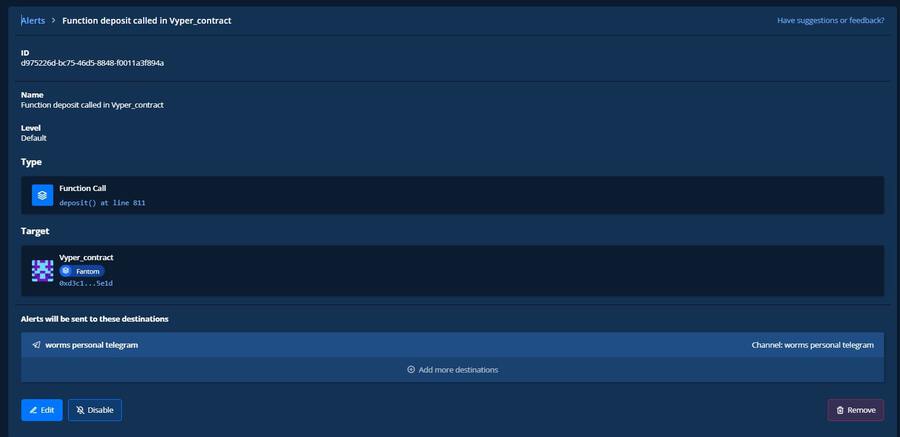 Alerts > Function deposit called in Vyper_contract
Have suggestions or feedback?
ID
d975226d-bc75-46d5-8848-f0011a3f894a
Name
Function deposit called in Vyper_contract
Level
Default
Type
Function Call
deposit() at line 811
Target
Vyper_contract
Fantom
0xd3c1...5e1d
Alerts will be sent to these destinations
worms personal telegram
Channel: worms personal telegram
Add more destinations
Edit
Disable
Remove